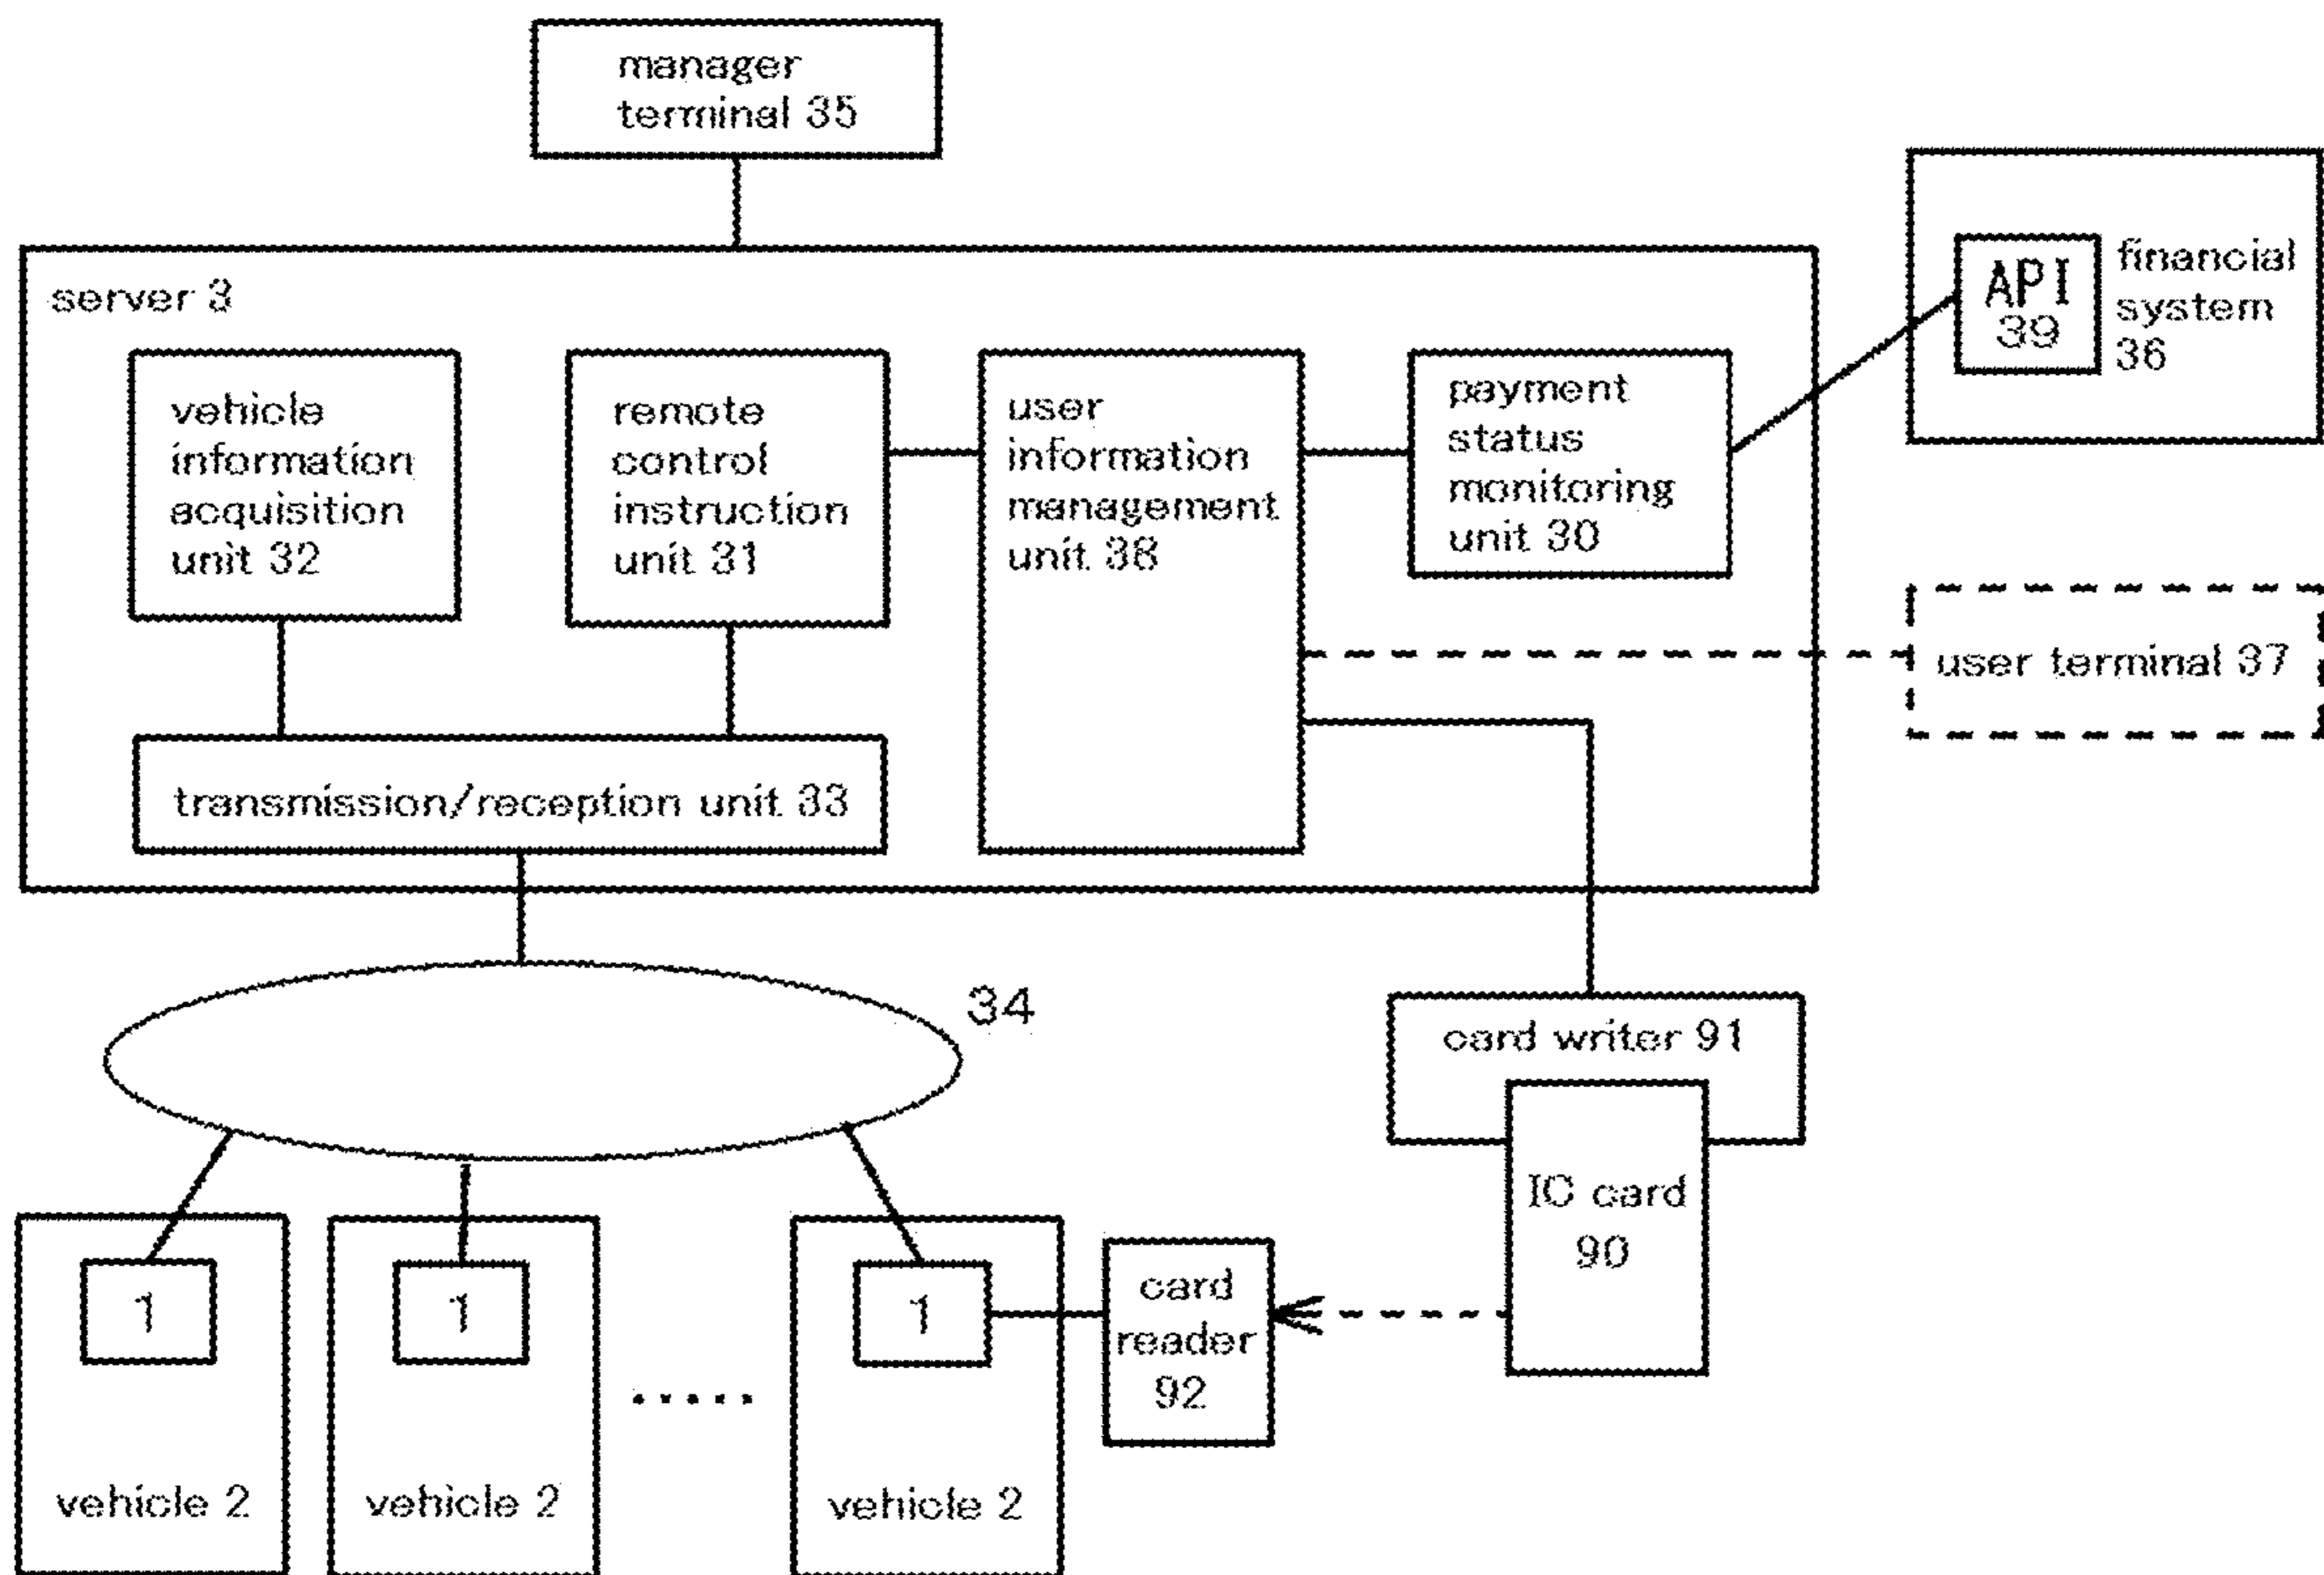 manager
terminal 35
server 3
vehicle
information
acquisition
unit 32
remote
control
instruction
unit 31
user
information
management
unit 38
payment
status
monitoring
unit 30
API
39
financial
system
36
user terminal 37
transmission/reception unit 33
34
card writer 91
IC card
90
1
1
1
card
reader
92
.....
vehicle 2
vehicle 2
vehicle 2